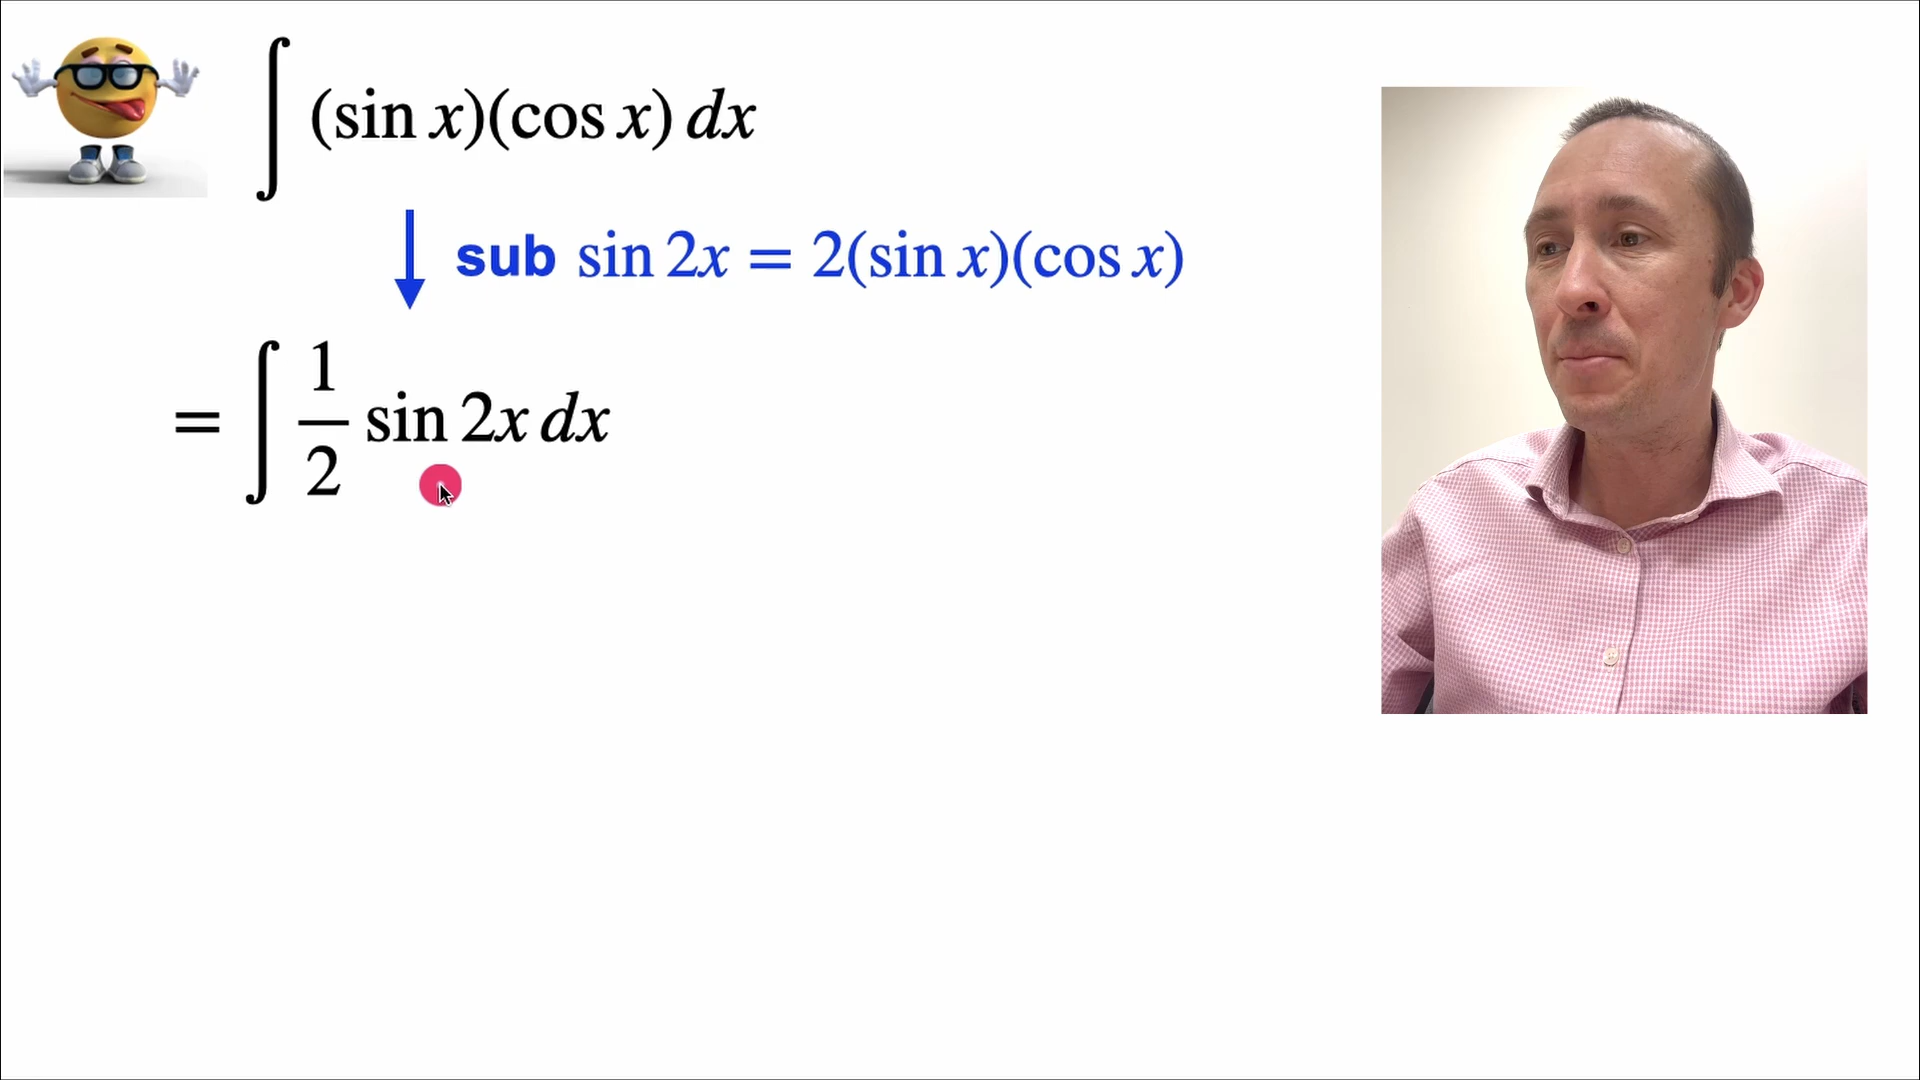 ∫ (sin x)(cos x) dx
sub sin 2x = 2(sin x)(cos x)
= ∫ 1/2 sin 2x dx